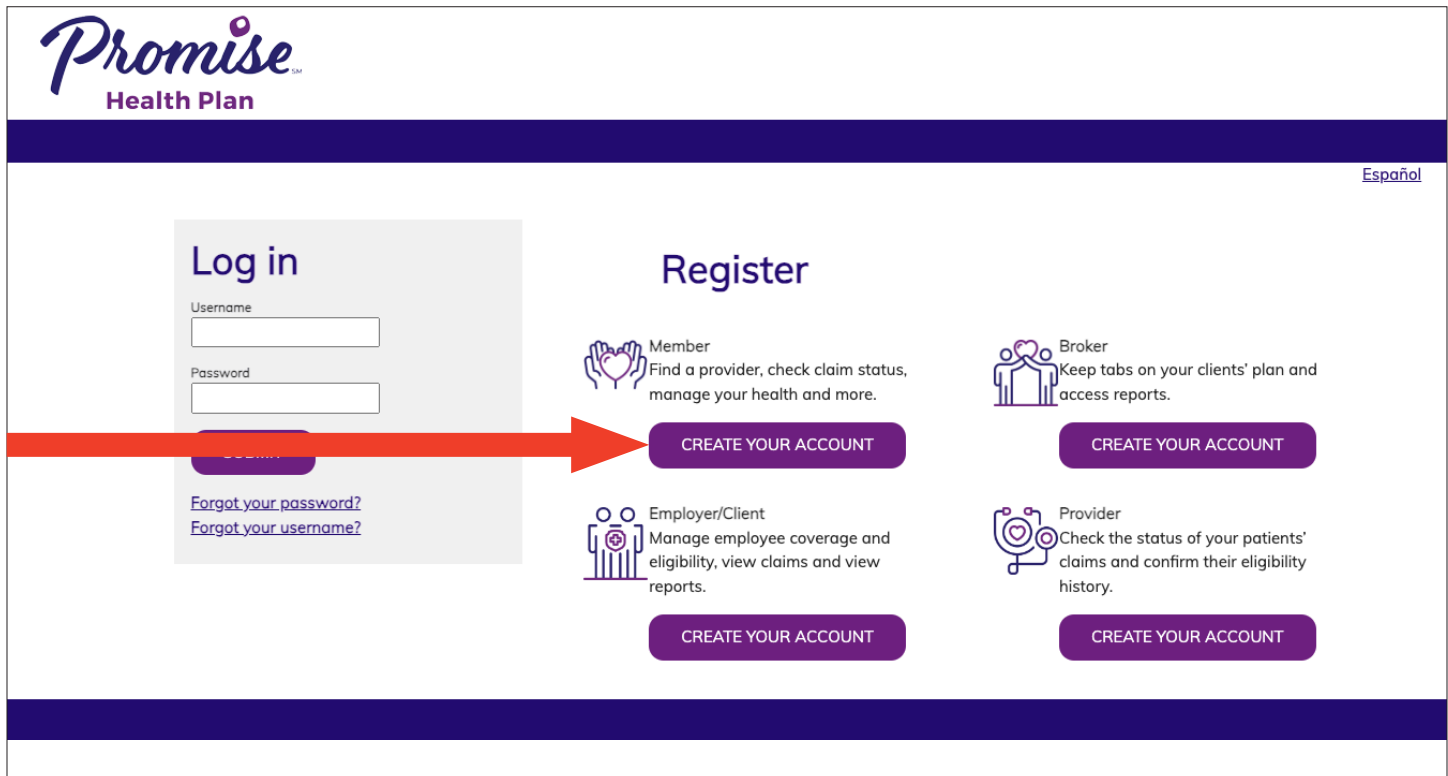 Promise SM
Health Plan
Español
Log in
Username
Password
Forgot your password?
Forgot your username?
Register
Member
Find a provider, check claim status,
manage your health and more.
CREATE YOUR ACCOUNT
Broker
Keep tabs on your clients' plan and
access reports.
CREATE YOUR ACCOUNT
Employer/Client
Manage employee coverage and
eligibility, view claims and view
reports.
CREATE YOUR ACCOUNT
Provider
Check the status of your patients'
claims and confirm their eligibility
history.
CREATE YOUR ACCOUNT